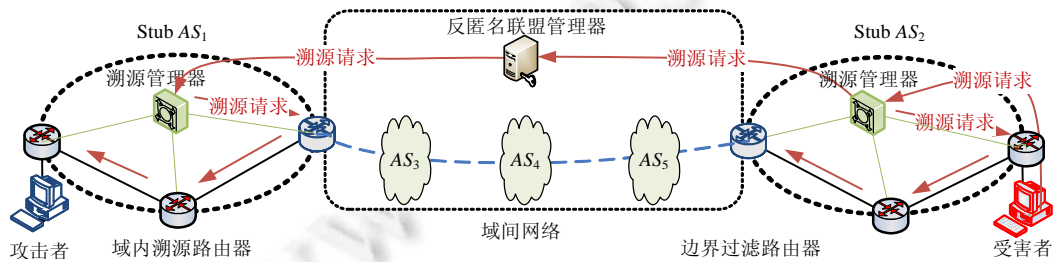 反匿名联盟管理器
Stub AS1
Stub AS2
溯源请求
溯源请求
溯源管理器
溯源管理器
溯源请求
溯源请求
溯源请求
AS3
AS4
AS5
域间网络
攻击者
域内溯源路由器
边界过滤路由器
受害者